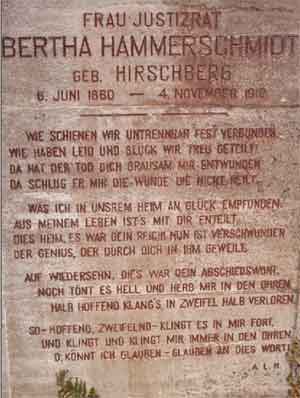 FRAU JUSTIZRAT
BERTHA HAMMERSCHMIDT
GEB. HIRSCHBERG
6. JUNI 1860 — 4. NOVEMBER 1912
WIE SCHIENEN WIR UNTRENNBAR FEST VERBUNDEN,
WIE HABEN LEID UND GLÜCK WIR TREU GETEILT!
DA HAT DER TOD DICH GRAUSAM MIR ENTWUNDEN
DA SCHLUG ER MIR DIE WUNDE DIE NICHT HEILT.
WAS ICH IN UNSREM HEIM AN GLÜCK EMPFUNDEN,
AUS MEINEM LEBEN IST'S MIT DIR ENTEILT.
DIES HEIM, ES WAR DEIN REICH NUN IST VERSCHWUNDEN
DER GENIUS, DER DURCH DICH IN IHM GEWEILT.
AUF WIEDERSEHN, DIES WAR DEIN ABSCHIEDSWORT,
NOCH TÖNT ES HELL UND HERB MIR IN DEN OHREN
HALB HOFFEND KLANG'S, IN ZWEIFEL HALB VERLOREN
SO-HOFFEND, ZWEIFELND-KLINGT ES IN MIR FORT,
UND KLINGT UND KLINGT MIR IMMER IN DEN OHREN
O, KÖNNT ICH GLAUBEN - GLAUBEN AN DIES WORT!
A. L. H.